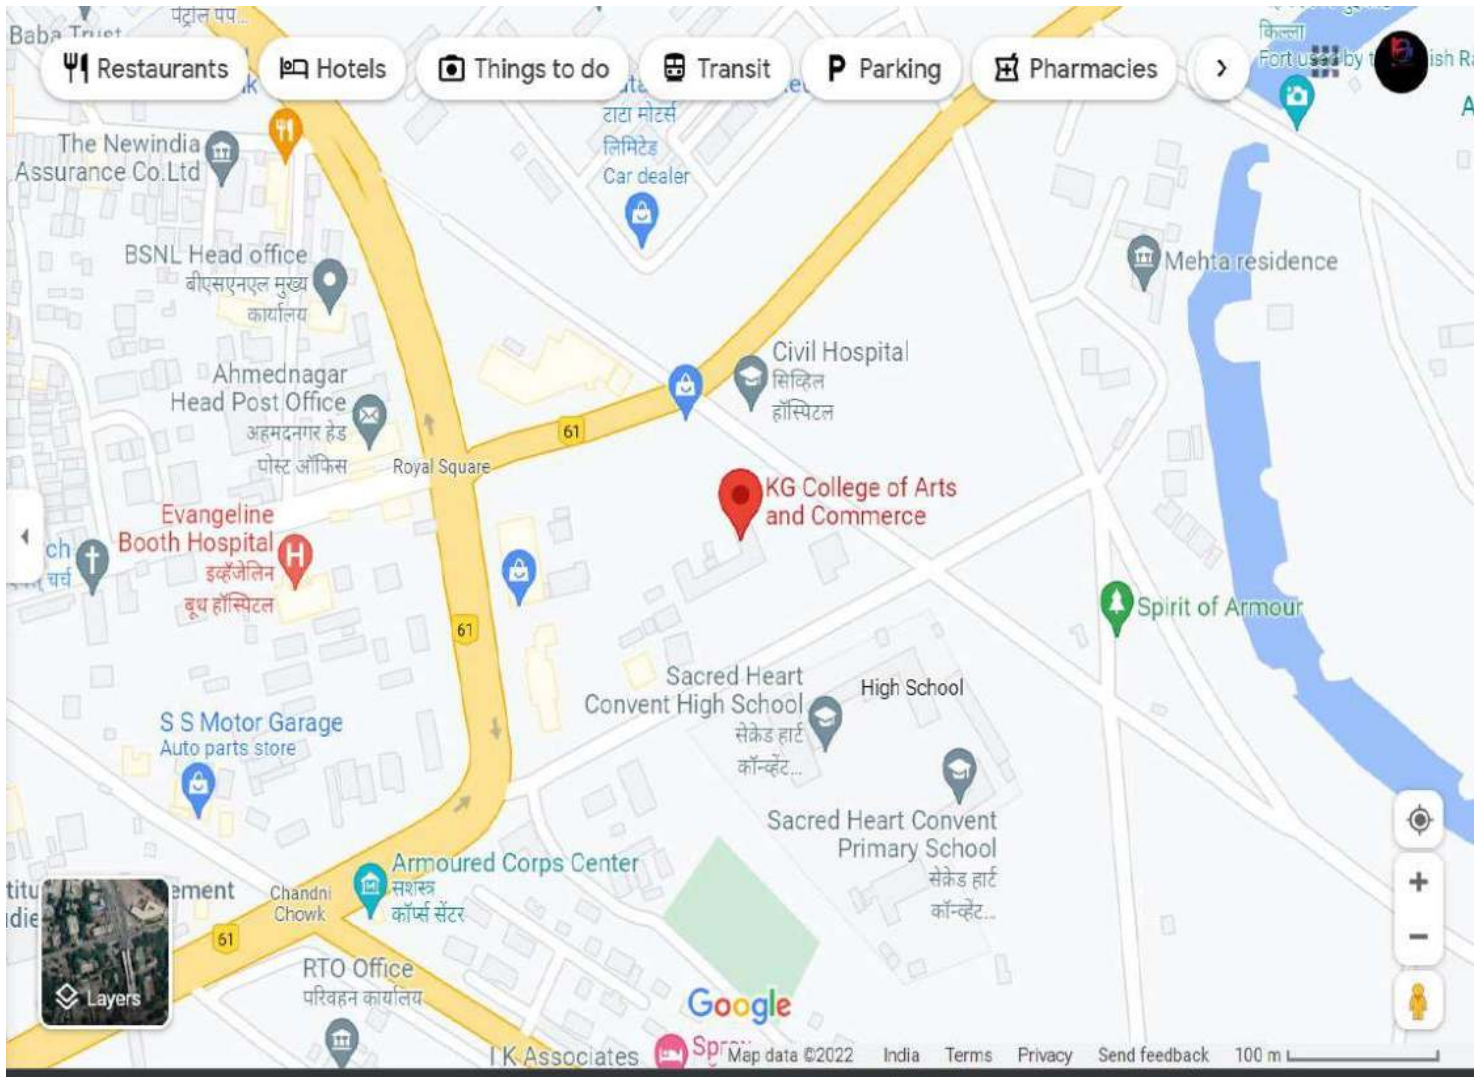 पेट्रोल पंप...
Baba Trust
किल्ला
Fort used by
Restaurants
Hotels
Things to do
Transit
P Parking
Pharmacies
टाटा मोटर्स
लिमिटेड
Car dealer
The Newindia
Assurance Co.Ltd
BSNL Head office
बीएसएनएल मुख्य
कार्यालय
Mehta residence
Civil Hospital
सिव्हिल
हॉस्पिटल
Ahmednagar
Head Post Office
अहमदनगर हेड
पोस्ट ऑफिस
61
Royal Square
KG College of Arts
and Commerce
Evangeline
Booth Hospital
इव्हॅंजेलिन
बूथ हॉस्पिटल
H
ch
चर्च
61
Spirit of Armour
Sacred Heart
Convent High School
सेक्रेड हार्ट
कॉन्व्हेंट...
High School
S S Motor Garage
Auto parts store
Sacred Heart Convent
Primary School
सेक्रेड हार्ट
कॉन्व्हेंट...
Armoured Corps Center
सशस्त्र
कॉर्प्स सेंटर
Chandni
Chowk
61
Layers
RTO Office
परिवहन कार्यालय
Google
I K Associates
Map data ©2022 India Terms Privacy Send feedback 100 m